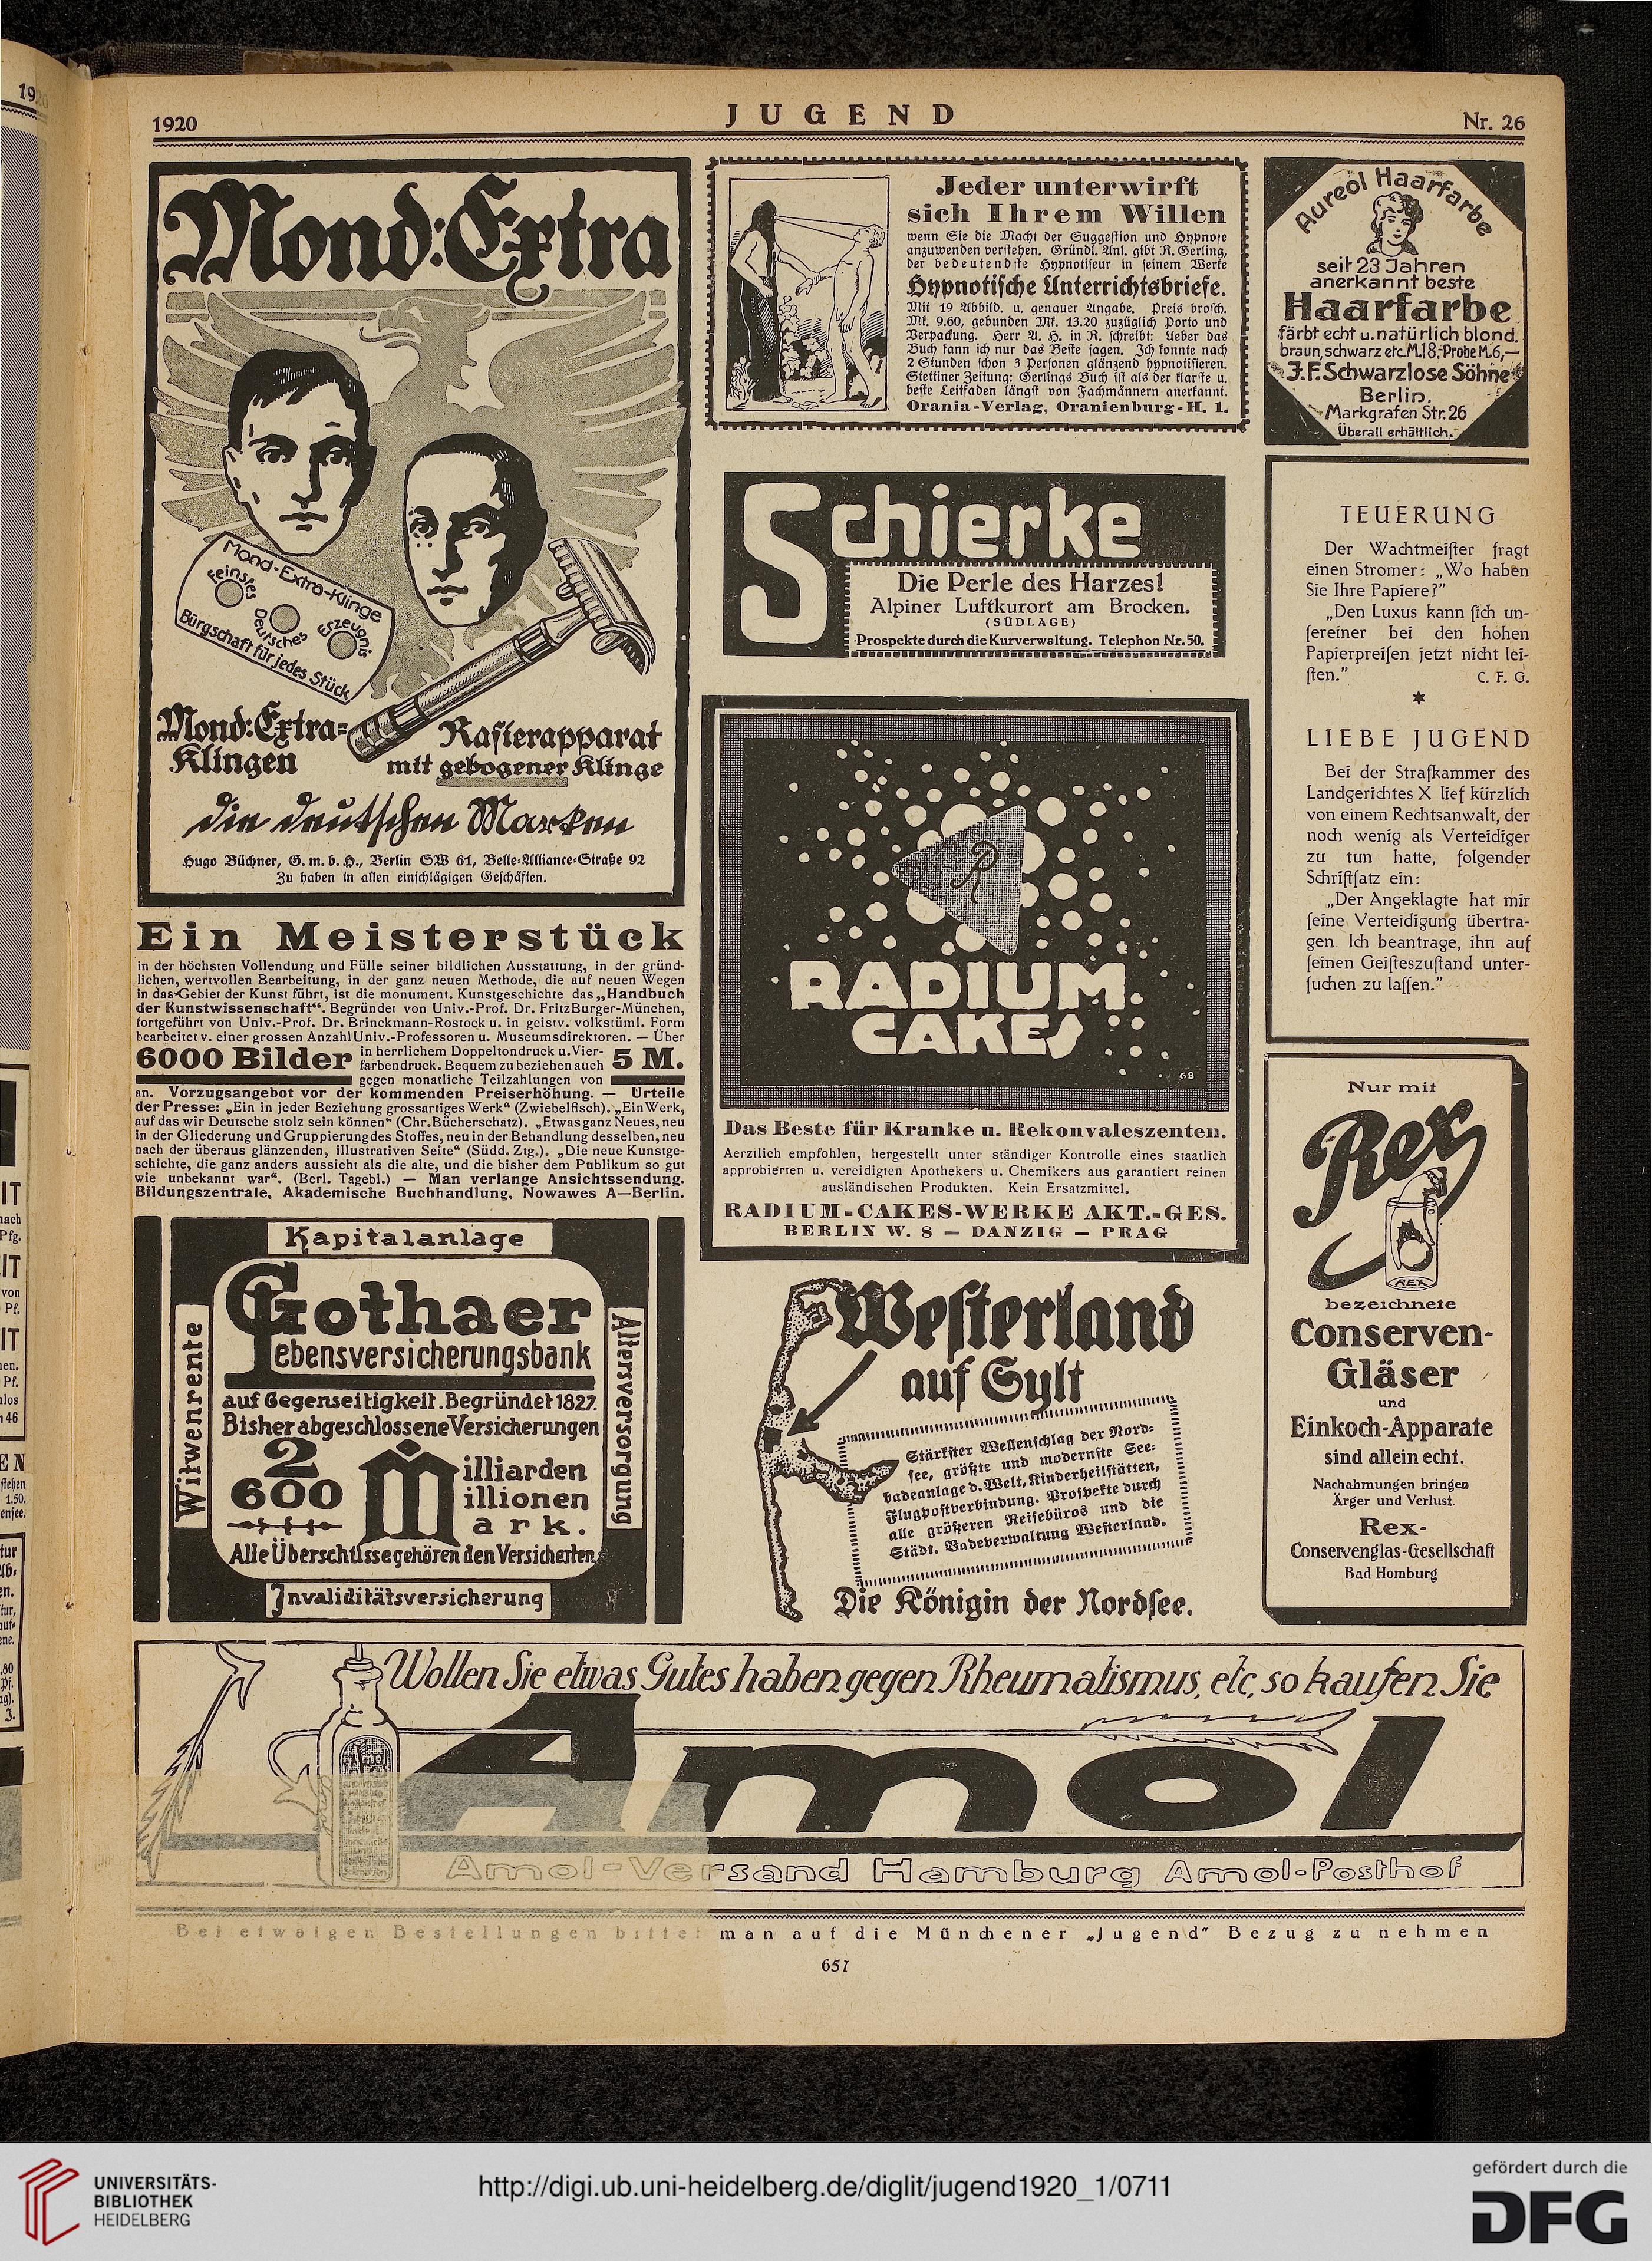 1920
JUGEND
Nr. 26
Mond-Extra
Mond-Extra-Klinge
feinstes
Deutsches
Erzeugnis
Bürgschaft für jedes Stück
Mond-Extra-
Klingen
Rasierapparat
mit gebogener Klinge
die deutschen Marken
Hugo Büchner, G. m. b. H., Berlin SW 61, Belle-Alliance-Straße 92
Zu haben in allen einschlägigen Geschäften.
Ein Meisterstück
in der höchsten Vollendung und Fülle seiner bildlichen Ausstattung, in der gründ-
lichen, wertvollen Bearbeitung, in der ganz neuen Methode, die auf neuen Wegen
in das Gebiet der Kunst führt, ist die monument. Kunstgeschichte das „Handbuch
der Kunstwissenschaft“. Begründet von Univ.-Prof. Dr. Fritz Burger-München,
fortgeführt von Univ.-Prof. Dr. Brinckmann-Rostock u. in geistv. volkstüml. Form
bearbeitet v. einer grossen Anzahl Univ.-Professoren u. Museumsdirektoren. — Über
6000 Bilder in herrlichem Doppeltondruck u. Vier-
farbendruck. Bequem zu beziehen auch 5 M.
gegen monatliche Teilzahlungen von
an. Vorzugsangebot vor der kommenden Preiserhöhung. — Urteile
der Presse: „Ein in jeder Beziehung grossartiges Werk“ (Zwiebelfisch). „Ein Werk,
auf das wir Deutsche stolz sein können“ (Chr. Bücherschatz). „Etwas ganz Neues, neu
in der Gliederung und Gruppierung des Stoffes, neu in der Behandlung desselben, neu
nach der überaus glänzenden, illustrativen Seite“ (Südd. Ztg.). „Die neue Kunstge-
schichte, die ganz anders aussieht als die alte, und die bisher dem Publikum so gut
wie unbekannt war“. (Berl. Tagebl.) — Man verlange Ansichtssendung.
Bildungszentrale, Akademische Buchhandlung, Nowawes A—Berlin.
Kapitalanlage
Witwenrente
Altersversorgung
Gothaer
Lebensversicherungsbank
auf Gegenseitigkeit. Begründet 1827.
Bisher abgeschlossene Versicherungen
2 Milliarden
600 Millionen
Mark.
Alle Überschüsse gehören den Versicherten
Invaliditätsversicherung
Jeder unterwirft
sich Ihrem Willen
wenn Sie die Macht der Suggestion und Hypnose
anzuwenden verstehen. Gründl. Anl. gibt R. Gerling,
der bedeutendste Hypnotiseur in seinem Werke
Hypnotische Unterrichtsbriefe.
Mit 19 Abbild. u. genauer Angabe. Preis brosch.
Mk. 9.60, gebunden Mk. 13.20 zuzüglich Porto und
Verpackung. Herr A. H. in R. schreibt: Ueber das
Buch kann ich nur das Beste sagen. Ich konnte nach
2 Stunden schon 3 Personen glänzend hypnotisieren.
Stettiner Zeitung: Gerlings Buch ist als der klarste u.
beste Leitfaden längst von Fachmännern anerkannt.
Orania-Verlag, Oranienburg-H. 1.
Schierke
Die Perle des Harzes!
Alpiner Luftkurort am Brocken.
(SÜDLAGE)
Prospekte durch die Kurverwaltung. Telephon Nr. 50.
R
RADIUM
CAKES
GB
Das Beste für Kranke u. Rekonvaleszenten.
Aerztlich empfohlen, hergestellt unter ständiger Kontrolle eines staatlich
approbierten u. vereidigten Apothekers u. Chemikers aus garantiert reinen
ausländischen Produkten. Kein Ersatzmittel.
RADIUM-CAKES-WERKE AKT.-GES.
BERLIN W. 8 — DANZIG — PRAG
Westerland
auf Sylt
Stärkster Wellenschlag der Nord-
see, größte und modernste See-
badeanlage d. Welt, Kinderheilstätten,
Flugpostverbindung. Prospekte durch
alle größeren Reisebüros und die
Städt. Badeverwaltung Westerland.
Die Königin der Nordsee.
Aureol Haarfarbe
seit 23 Jahren
anerkannt beste
Haarfarbe
färbt echt u. natürlich blond,
braun, schwarz etc. M.18,- Probe M.6,—
J.F. Schwarzlose Söhne
Berlin.
Markgrafen Str. 26
Überall erhältlich.
TEUERUNG
Der Wachtmeister fragt
einen Stromer: „Wo haben
Sie Ihre Papiere?”
„Den Luxus kann sich un-
sereiner bei den hohen
Papierpreisen jetzt nicht lei-
sten.” C. F. G.
*
LIEBE JUGEND
Bei der Strafkammer des
Landgerichtes X lief kürzlich
von einem Rechtsanwalt, der
noch wenig als Verteidiger
zu tun hatte, folgender
Schriftsatz ein:
„Der Angeklagte hat mir
seine Verteidigung übertra-
gen. Ich beantrage, ihn auf
seinen Geisteszustand unter-
suchen zu lassen.”
Nur mit
Rex
REX
bezeichnete
Conserven-
Gläser
und
Einkoch-Apparate
sind allein echt.
Nachahmungen bringen
Ärger und Verlust.
Rex-
Conservenglas-Gesellschaft
Bad Homburg
Wollen Sie etwas Gutes haben gegen Rheumatismus, etc, so kaufen Sie
Amol
Amol
Amol-Versand Hamburg Amol-Posthof
Bei etwaigen Bestellungen bittet man auf die Münchener „Jugend“ Bezug zu nehmen
651
UNIVERSITÄTS-
BIBLIOTHEK
HEIDELBERG
http://digi.ub.uni-heidelberg.de/diglit/jugend1920_1/0711
gefördert durch die
DFG